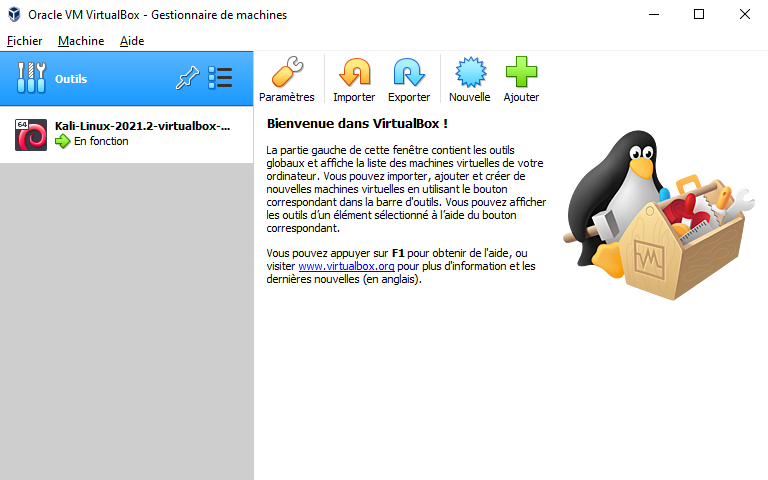 Oracle VM VirtualBox - Gestionnaire de machines
Fichier Machine Aide
Outils
Paramètres Importer Exporter Nouvelle Ajouter
64
Kali-Linux-2021.2-virtualbox-...
En fonction
Bienvenue dans VirtualBox !
La partie gauche de cette fenêtre contient les outils
globaux et affiche la liste des machines virtuelles de votre
ordinateur. Vous pouvez importer, ajouter et créer de
nouvelles machines virtuelles en utilisant le bouton
correspondant dans la barre d'outils. Vous pouvez afficher
les outils d'un élément sélectionné à l'aide du bouton
correspondant.
Vous pouvez appuyer sur F1 pour obtenir de l'aide, ou
visiter www.virtualbox.org pour plus d'information et les
dernières nouvelles (en anglais).